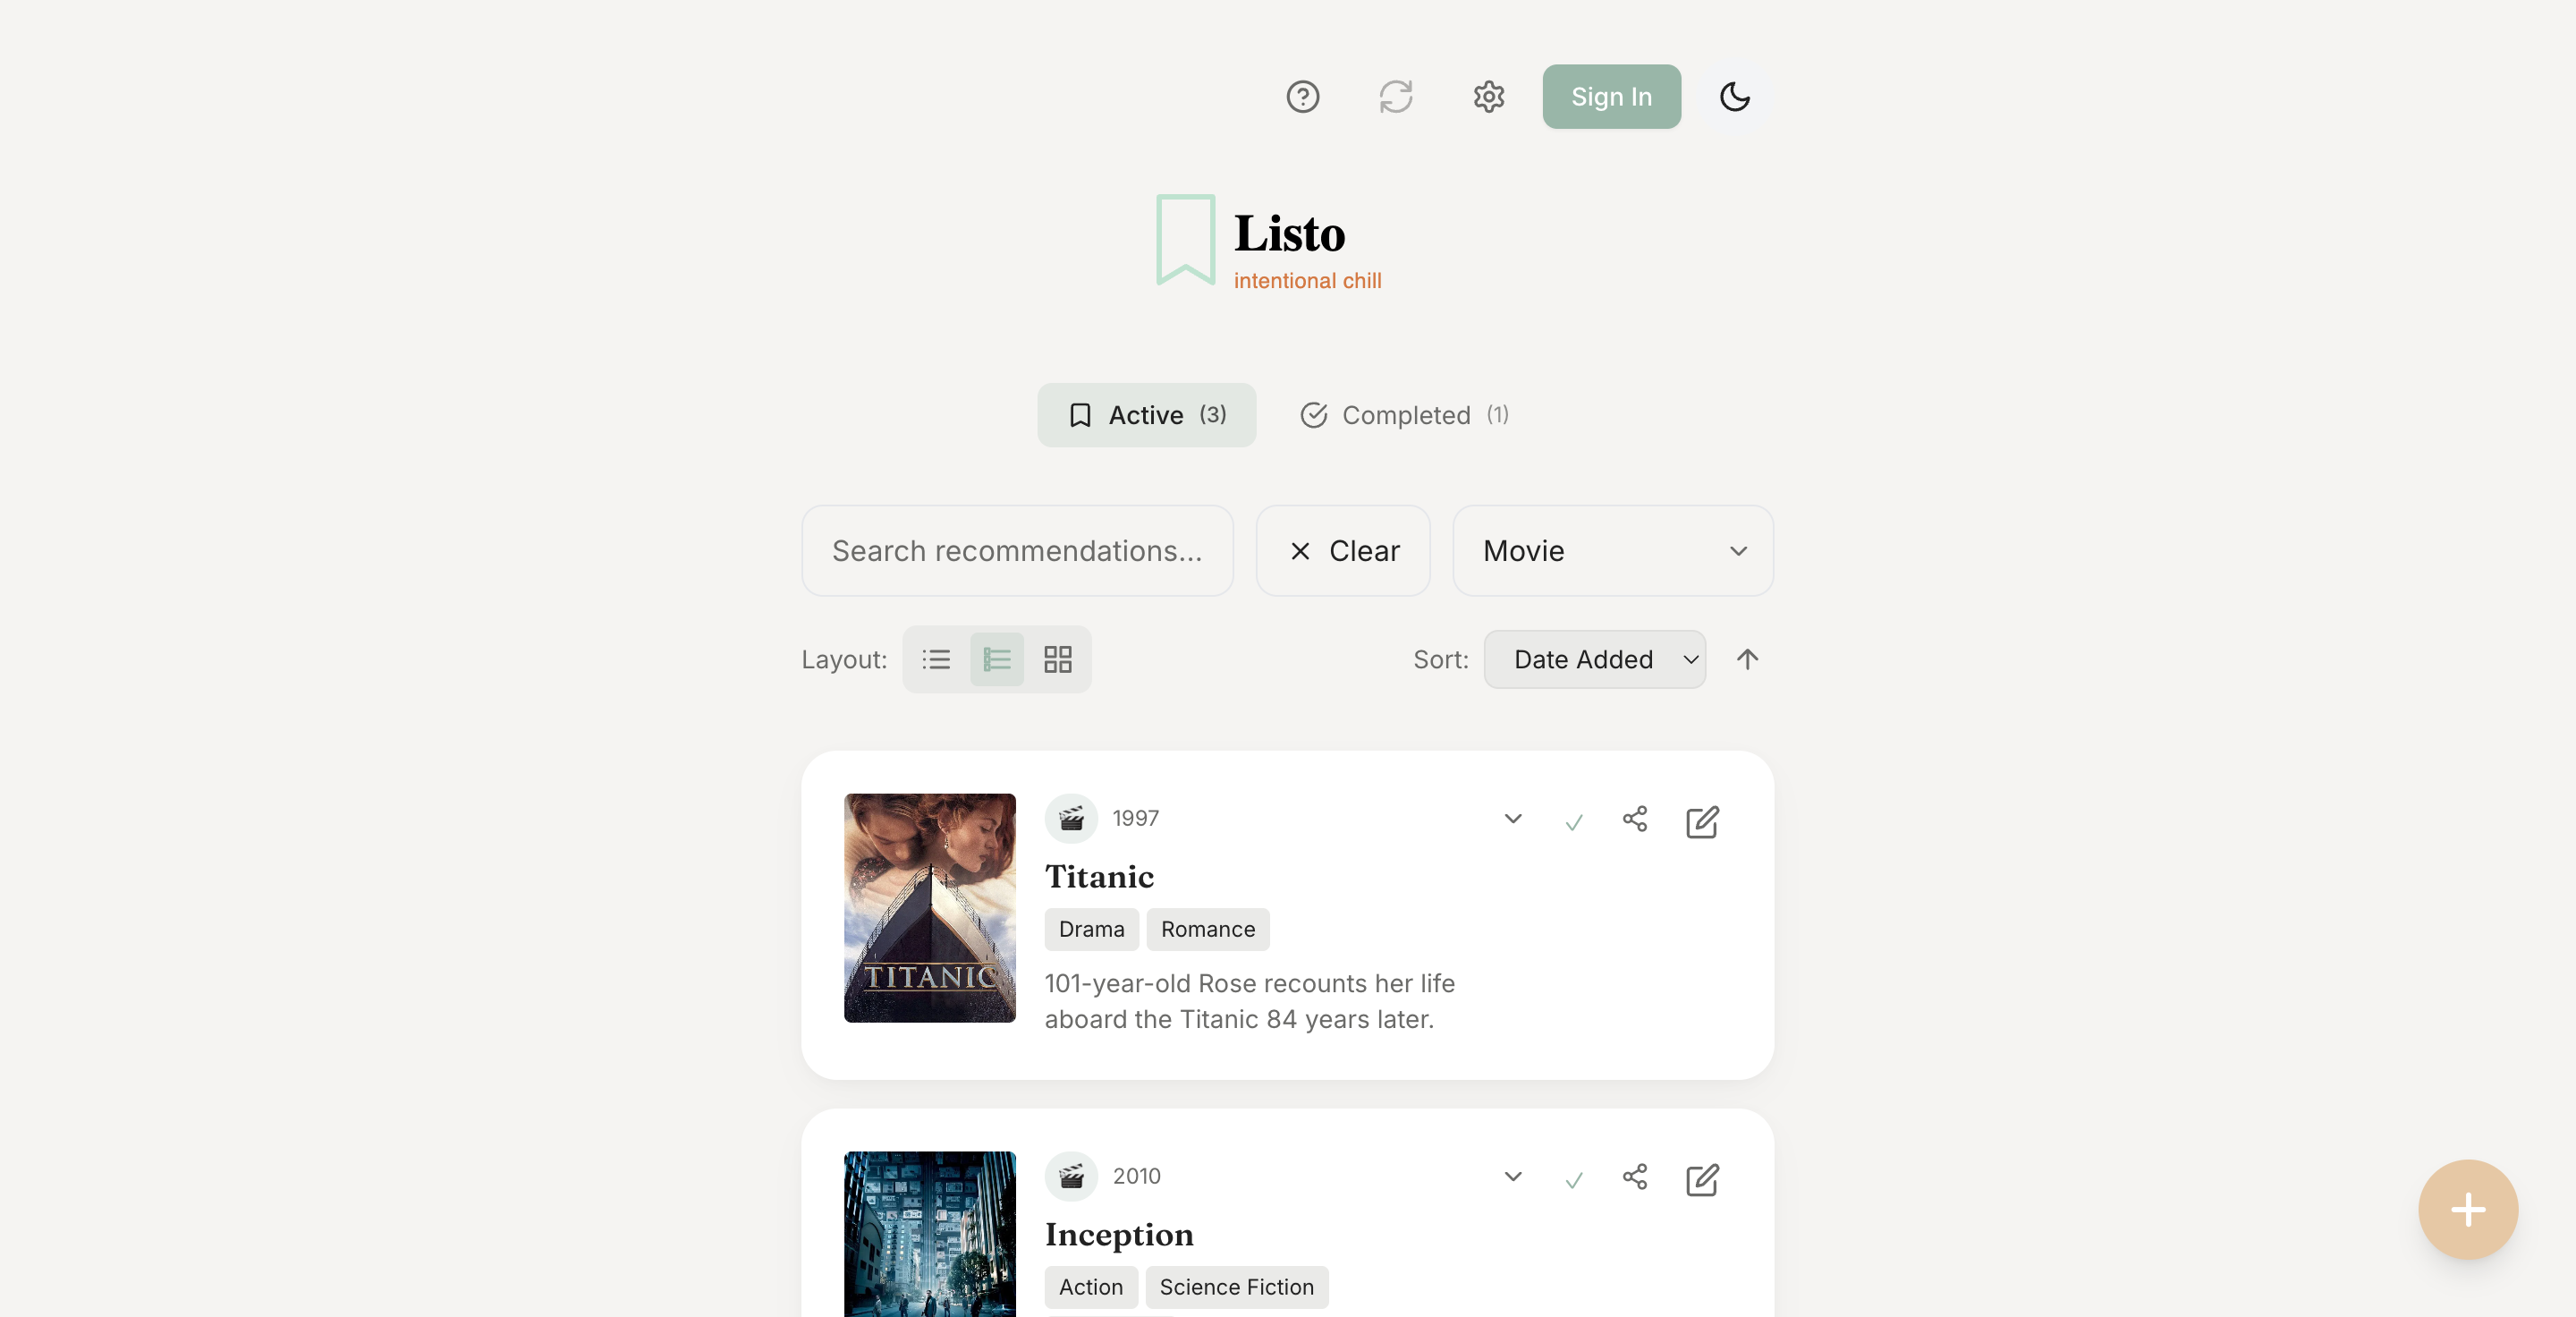 Sign In
Listo
intentional chill
Active (3)
Completed (1)
Search recommendations...
Clear
Movie
Layout:
Sort: Date Added
1997
Titanic
Drama Romance
101-year-old Rose recounts her life
aboard the Titanic 84 years later.
TITANIC
2010
Inception
Action Science Fiction